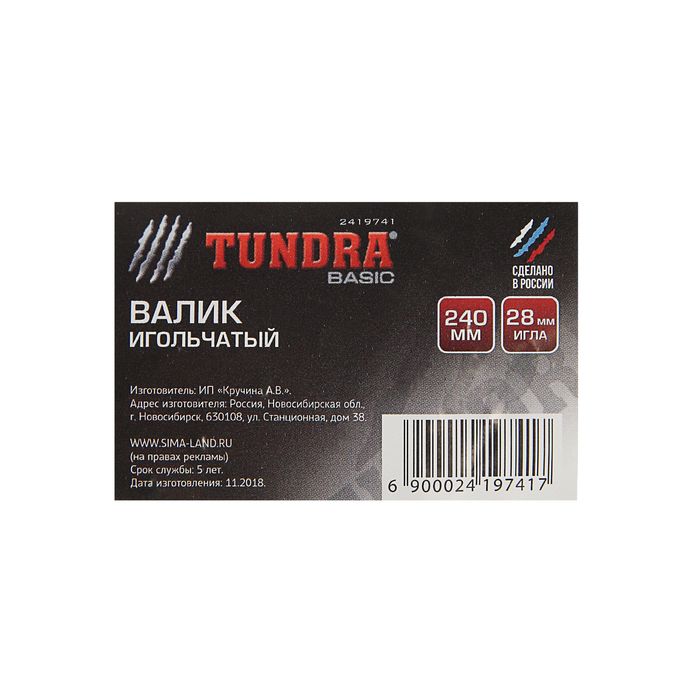 2419741
TUNDRA®
BASIC
СДЕЛАНО
В РОССИИ
ВАЛИК
ИГОЛЬЧАТЫЙ
240
ММ
28 ММ
ИГЛА
Изготовитель: ИП «Кручина А.В.».
Адрес изготовителя: Россия, Новосибирская обл.,
г. Новосибирск, 630108, ул. Станционная, дом 38.
WWW.SIMA-LAND.RU
(на правах рекламы)
Срок службы: 5 лет.
Дата изготовления: 11.2018.
6 900024 197417